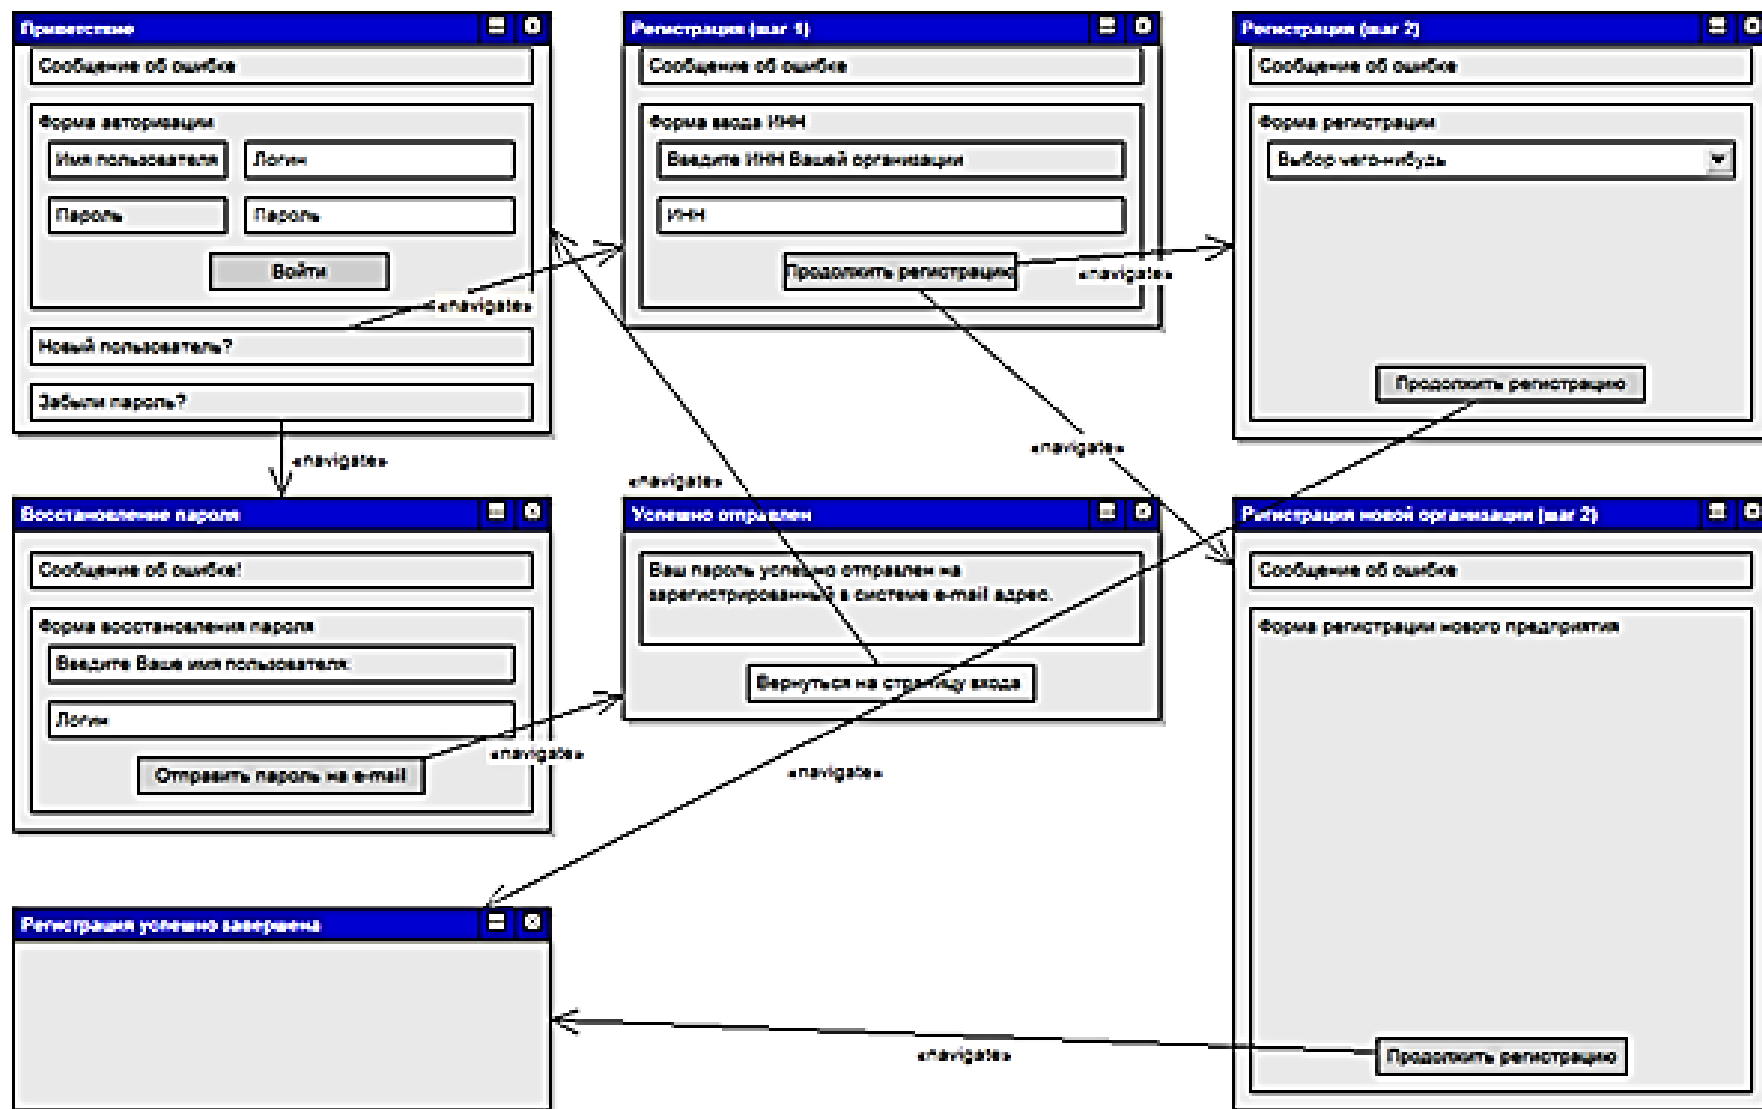 Приветствие
Сообщение об ошибке
Форма авторизации
Имя пользователя
Логин
Пароль
Пароль
Войти
«navigate»
Новый пользователь?
Забыли пароль?
«navigate»
Регистрация (шаг 1)
Сообщение об ошибке
Форма ввода ИНН
Введите ИНН Вашей организации
ИНН
Продолжить регистрацию
«navigate»
«navigate»
Регистрация (шаг 2)
Сообщение об ошибке
Форма регистрации
Выбор чего-нибудь
Продолжить регистрацию
Восстановление пароля
Сообщение об ошибке!
Форма восстановления пароля
Введите Ваше имя пользователя:
Логин
Отправить пароль на e-mail
«navigate»
«navigate»
Успешно отправлен
Ваш пароль успешно отправлен на
зарегистрированный в системе e-mail адрес.
Вернуться на страницу входа
«navigate»
Ригистрация новой организации (шаг 2)
Сообщение об ошибке
Форма регистрации нового предприятия
Продолжить регистрацию
«navigate»
Регистрация успешно завершена